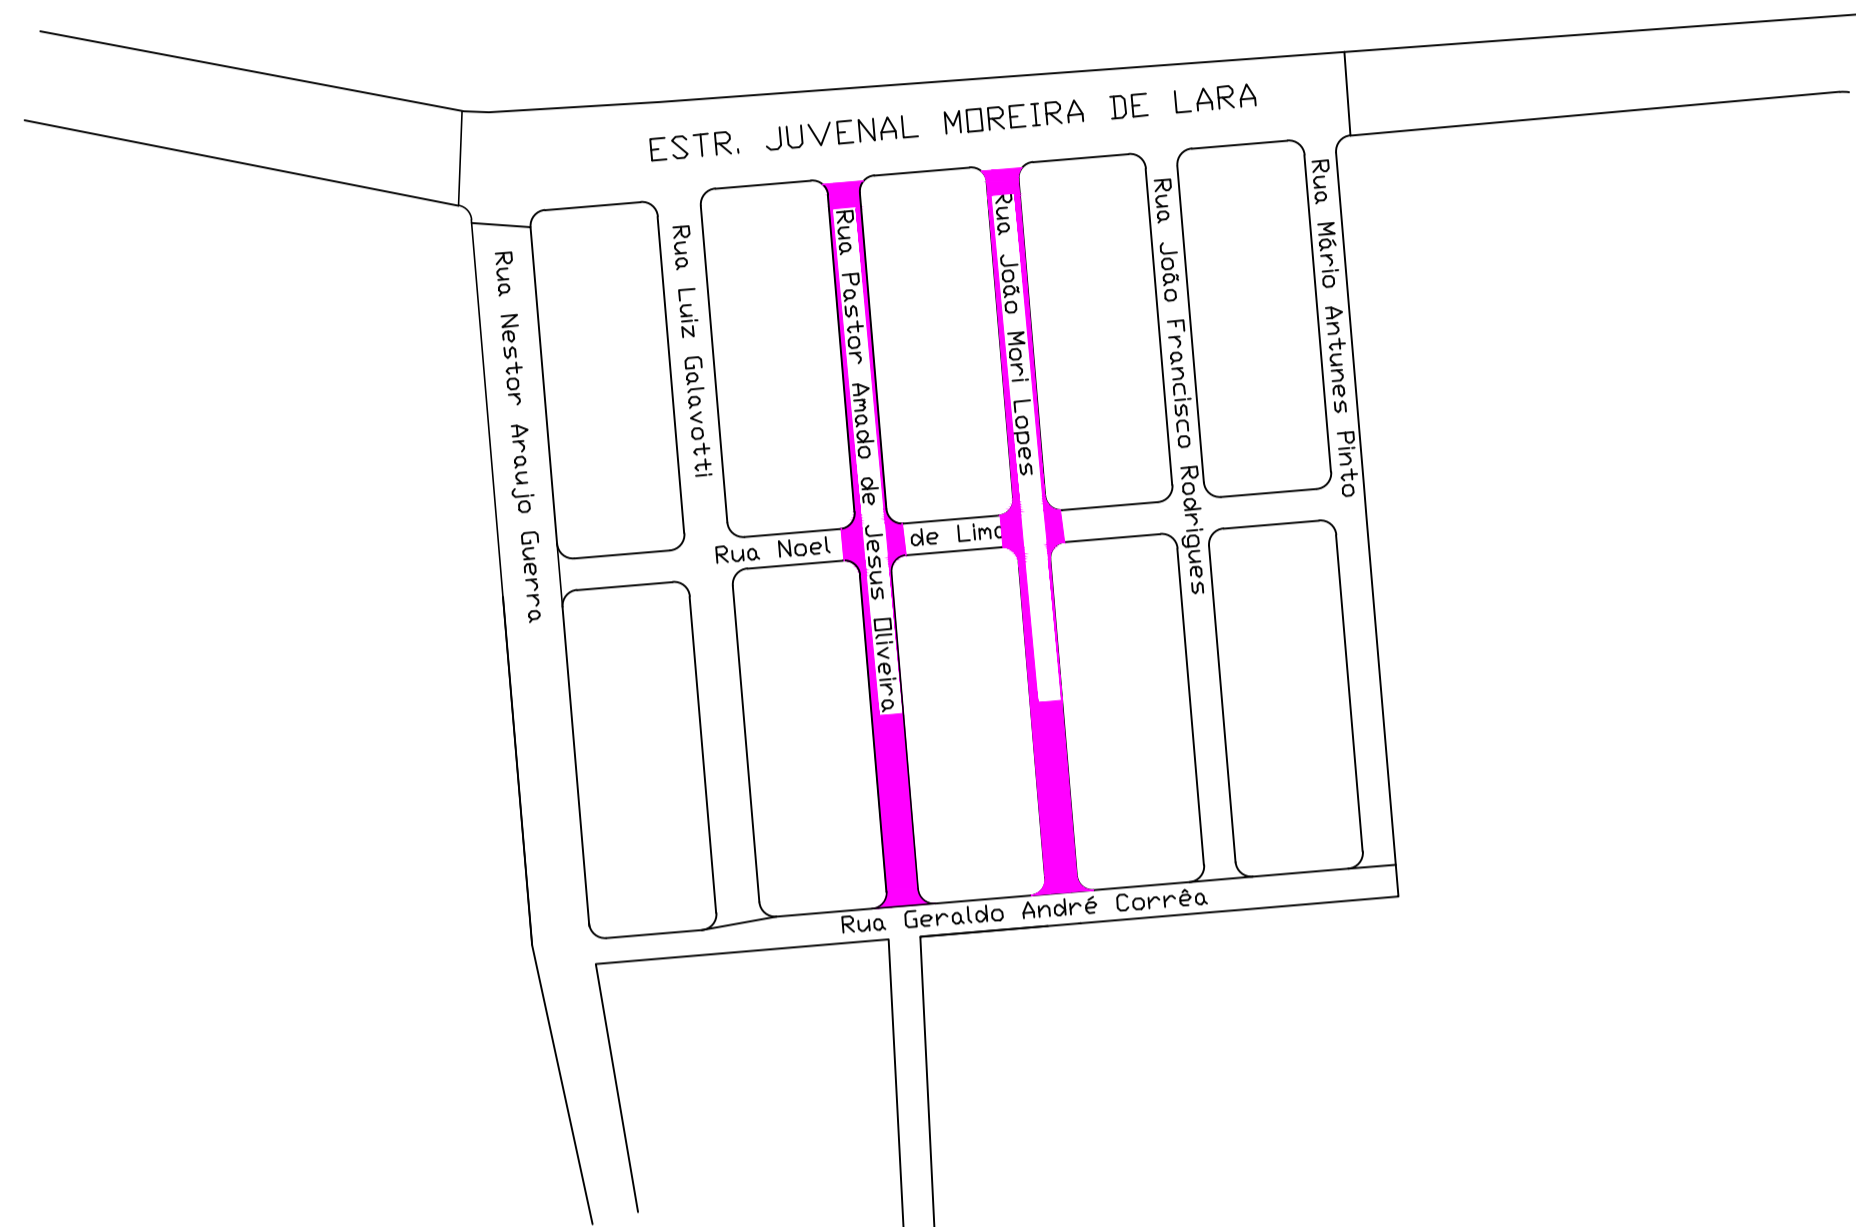 ESTR. JUVENAL MOREIRA DE LARA
Rua Nestor Araujo Guerra
Rua Luiz Galavotti
Rua Pastor Amado de Jesus Oliveira
Rua João Mori Lopes
Rua João Francisco Rodrigues
Rua Mário Antunes Pinto
Rua Noel de Lima
Rua Geraldo André Corrêa